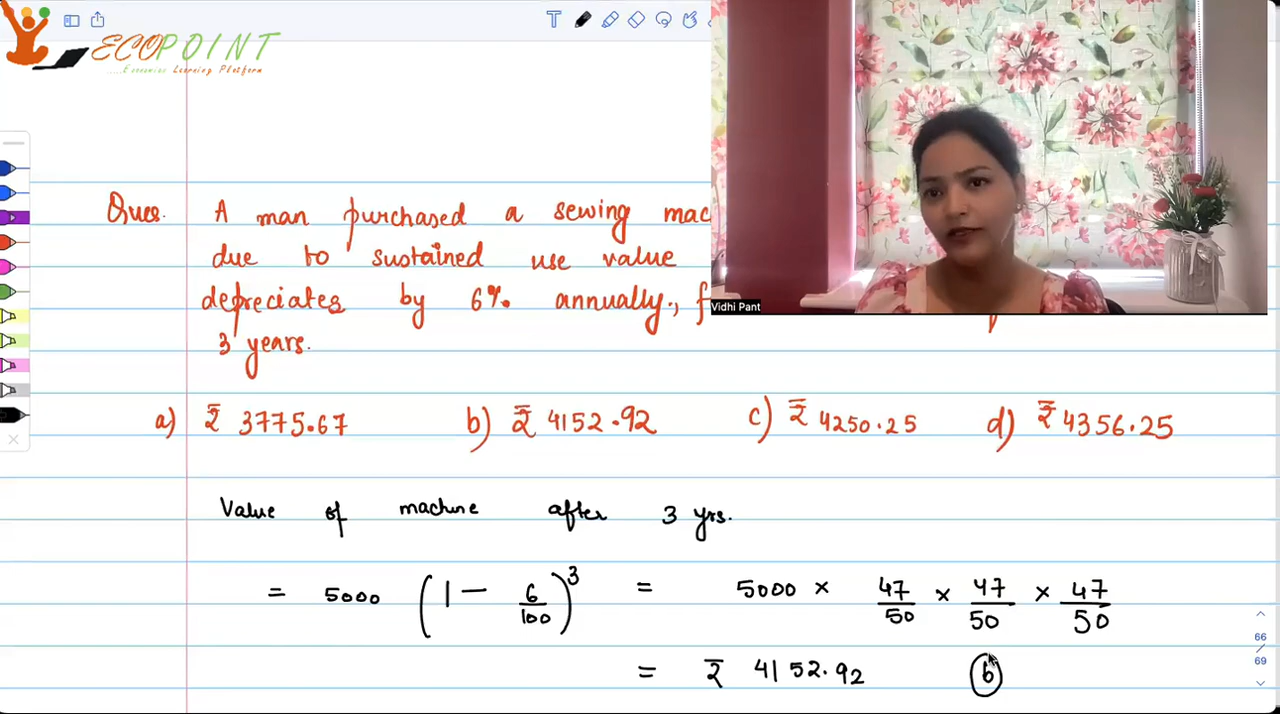 ECOPOINT
.....Economics Learning Platform
Ques. A man purchased a sewing mac
due to sustained use value
depreciates by 6% annually,
3 years.
a) ₹ 3775.67 b) ₹ 4152.92 c) ₹ 4250.25 d) ₹ 4356.25
Value of machine after 3 yrs.
= 5000 (1 - 6/100)^3 = 5000 × 47/50 × 47/50 × 47/50
= ₹ 4152.92 b
Vidhi Pant
66
/
69